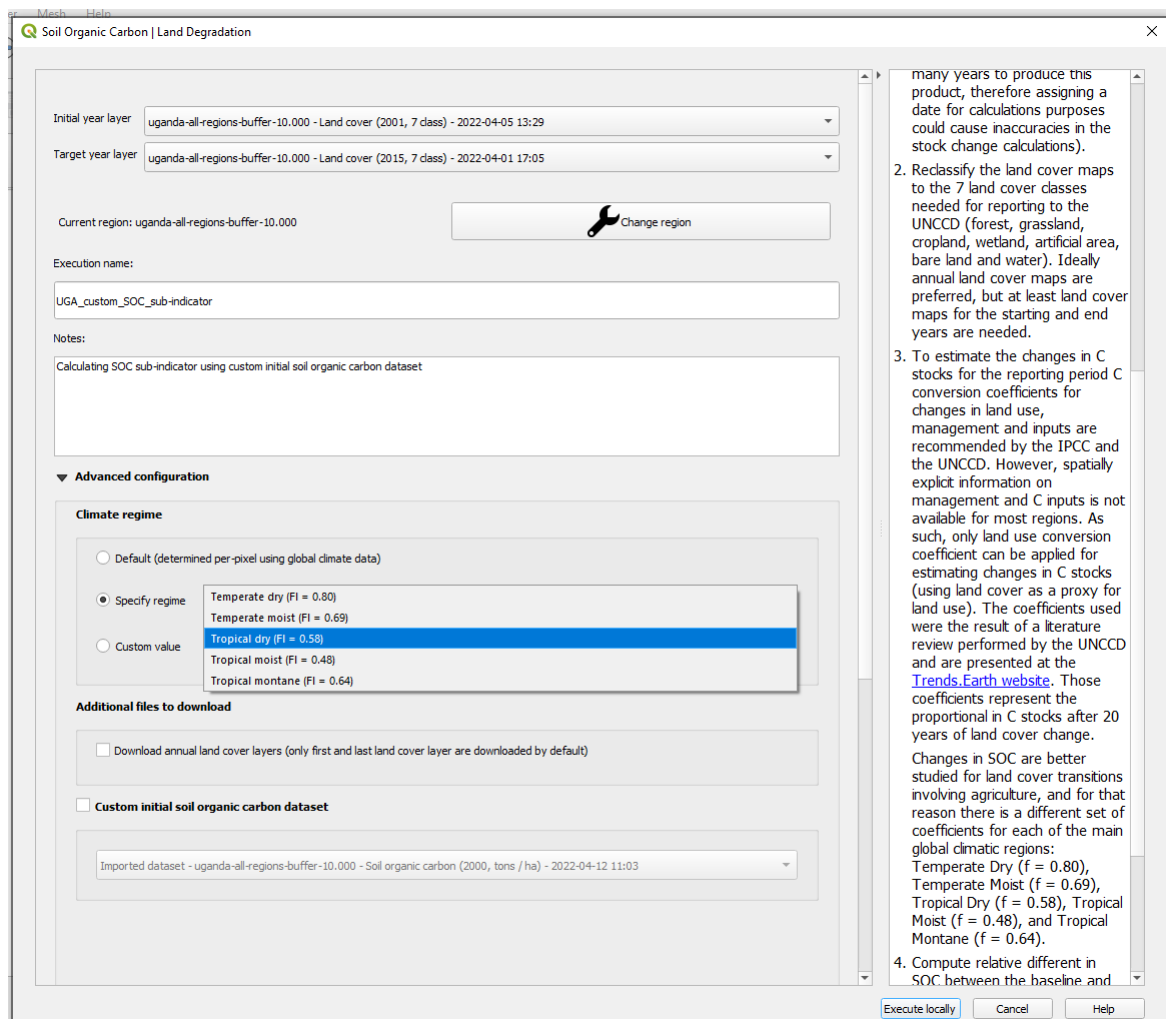 Mesh Help
Soil Organic Carbon | Land Degradation
Initial year layer
uganda-all-regions-buffer-10.000 - Land cover (2001, 7 class) - 2022-04-05 13:29
Target year layer
uganda-all-regions-buffer-10.000 - Land cover (2015, 7 class) - 2022-04-01 17:05
Current region: uganda-all-regions-buffer-10.000
Change region
Execution name:
UGA_custom_SOC_sub-indicator
Notes:
Calculating SOC sub-indicator using custom initial soil organic carbon dataset
Advanced configuration
Climate regime
Default (determined per-pixel using global climate data)
Specify regime
Temperate dry (Fl = 0.80)
Temperate moist (Fl = 0.69)
Tropical dry (Fl = 0.58)
Tropical moist (Fl = 0.48)
Tropical montane (Fl = 0.64)
Custom value
Additional files to download
Download annual land cover layers (only first and last land cover layer are downloaded by default)
Custom initial soil organic carbon dataset
Imported dataset - uganda-all-regions-buffer-10.000 - Soil organic carbon (2000, tons / ha) - 2022-04-12 11:03
many years to produce this
product, therefore assigning a
date for calculations purposes
could cause inaccuracies in the
stock change calculations).
2. Reclassify the land cover maps
to the 7 land cover classes
needed for reporting to the
UNCCD (forest, grassland,
cropland, wetland, artificial area,
bare land and water). Ideally
annual land cover maps are
preferred, but at least land cover
maps for the starting and end
years are needed.
3. To estimate the changes in C
stocks for the reporting period C
conversion coefficients for
changes in land use,
management and inputs are
recommended by the IPCC and
the UNCCD. However, spatially
explicit information on
management and C inputs is not
available for most regions. As
such, only land use conversion
coefficient can be applied for
estimating changes in C stocks
(using land cover as a proxy for
land use). The coefficients used
were the result of a literature
review performed by the UNCCD
and are presented at the
Trends.Earth website. Those
coefficients represent the
proportional in C stocks after 20
years of land cover change.
Changes in SOC are better
studied for land cover transitions
involving agriculture, and for that
reason there is a different set of
coefficients for each of the main
global climatic regions:
Temperate Dry (f = 0.80),
Temperate Moist (f = 0.69),
Tropical Dry (f = 0.58), Tropical
Moist (f = 0.48), and Tropical
Montane (f = 0.64).
4. Compute relative different in
SOC between the baseline and
Execute locally
Cancel
Help